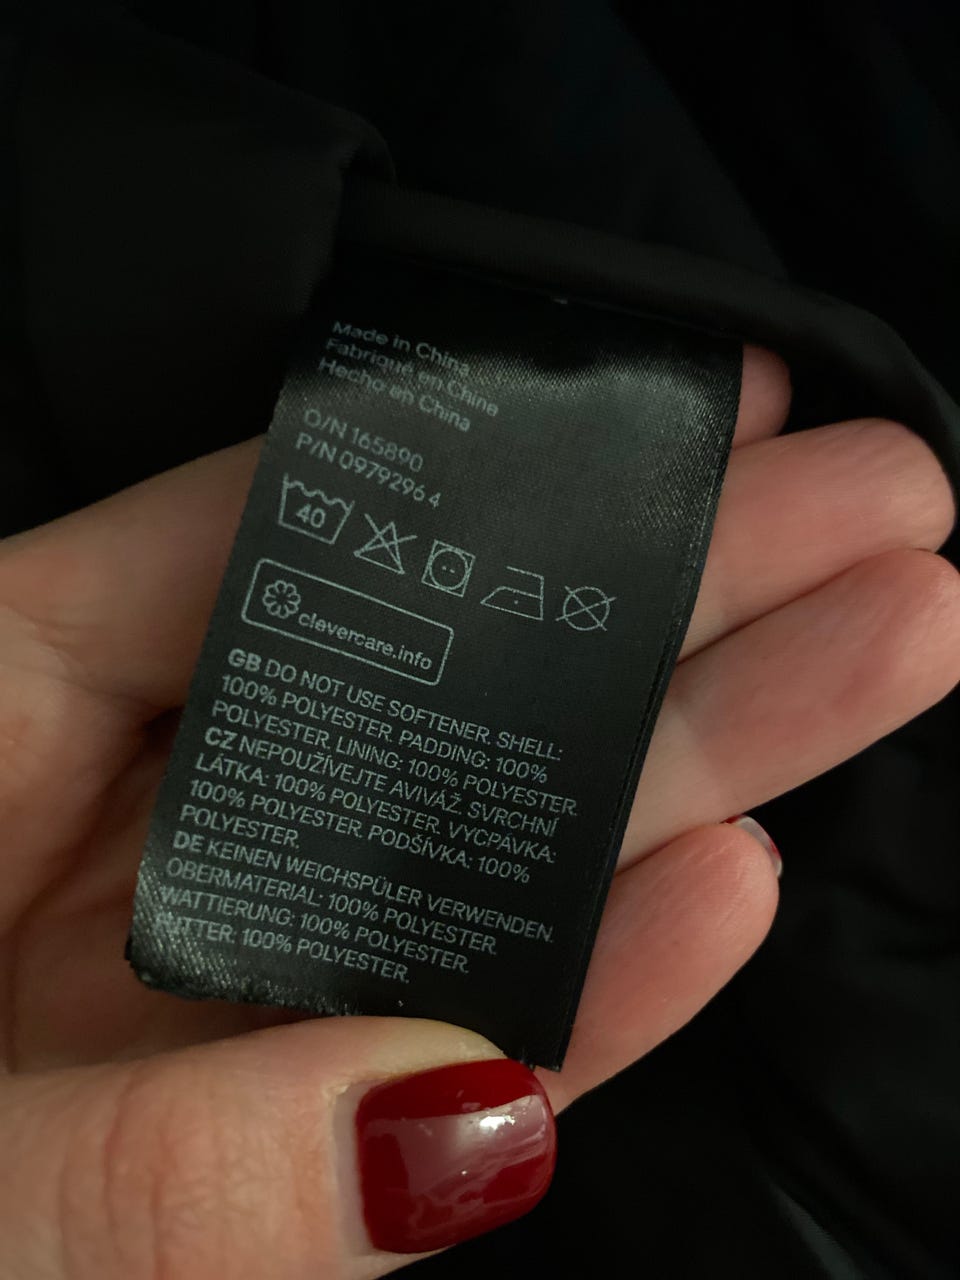 Made in China
Fabriqué en China
Hecho en China
O/N 165890
P/N 0979296 4
40
clevercare.info
GB DO NOT USE SOFTENER. SHELL:
100% POLYESTER. PADDING: 100%
POLYESTER. LINING: 100% POLYESTER.
CZ NEPOUŽÍVEJTE AVIVÁŽ. SVRCHNÍ
LÁTKA: 100% POLYESTER. VYCPÁVKA:
100% POLYESTER. PODŠÍVKA: 100%
POLYESTER.
DE KEINEN WEICHSPÜLER VERWENDEN.
OBERMATERIAL: 100% POLYESTER.
WATTIERUNG: 100% POLYESTER.
FUTTER: 100% POLYESTER.